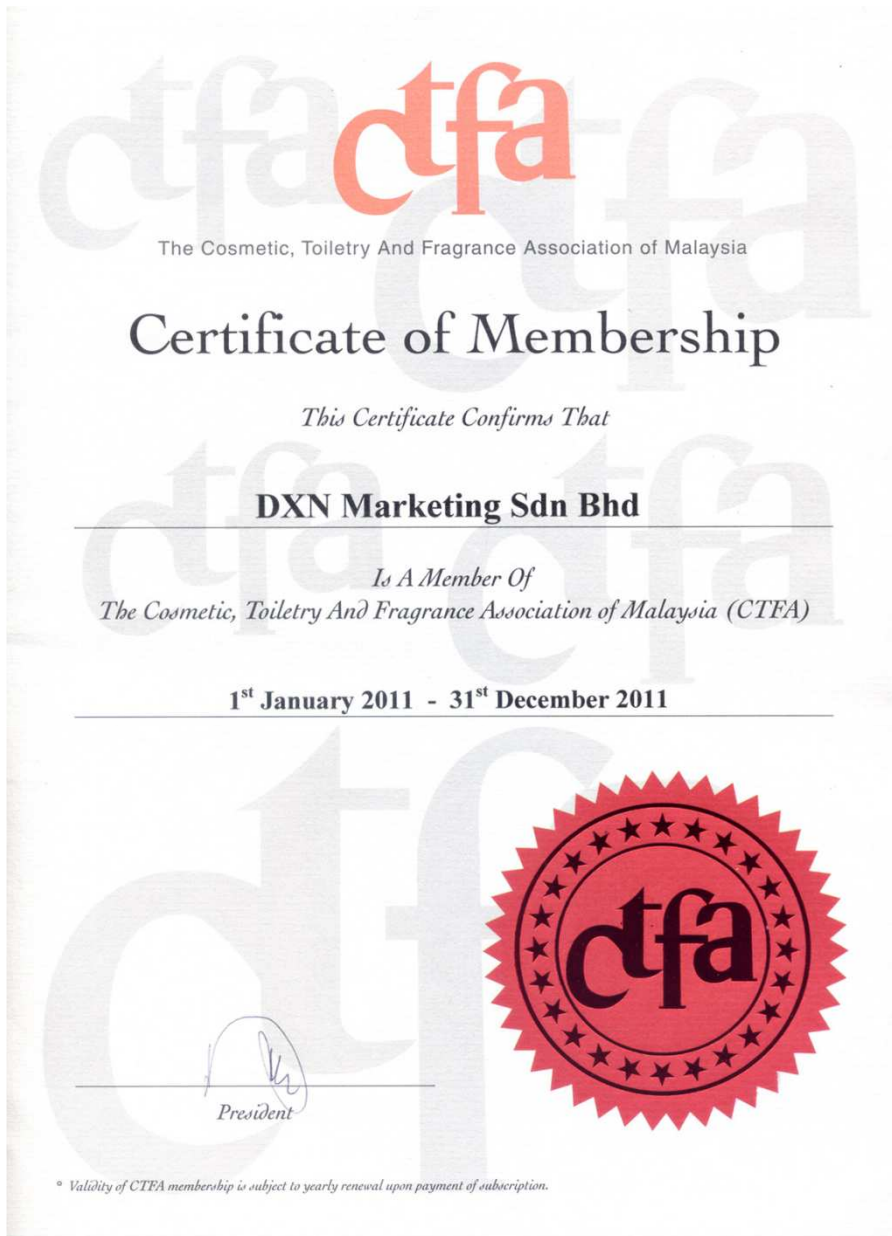 ctfa
The Cosmetic, Toiletry And Fragrance Association of Malaysia
Certificate of Membership
This Certificate Confirms That
DXN Marketing Sdn Bhd
Is A Member Of
The Cosmetic, Toiletry And Fragrance Association of Malaysia (CTFA)
1st January 2011 - 31st December 2011
ctfa
President
* Validity of CTFA membership is subject to yearly renewal upon payment of subscription.